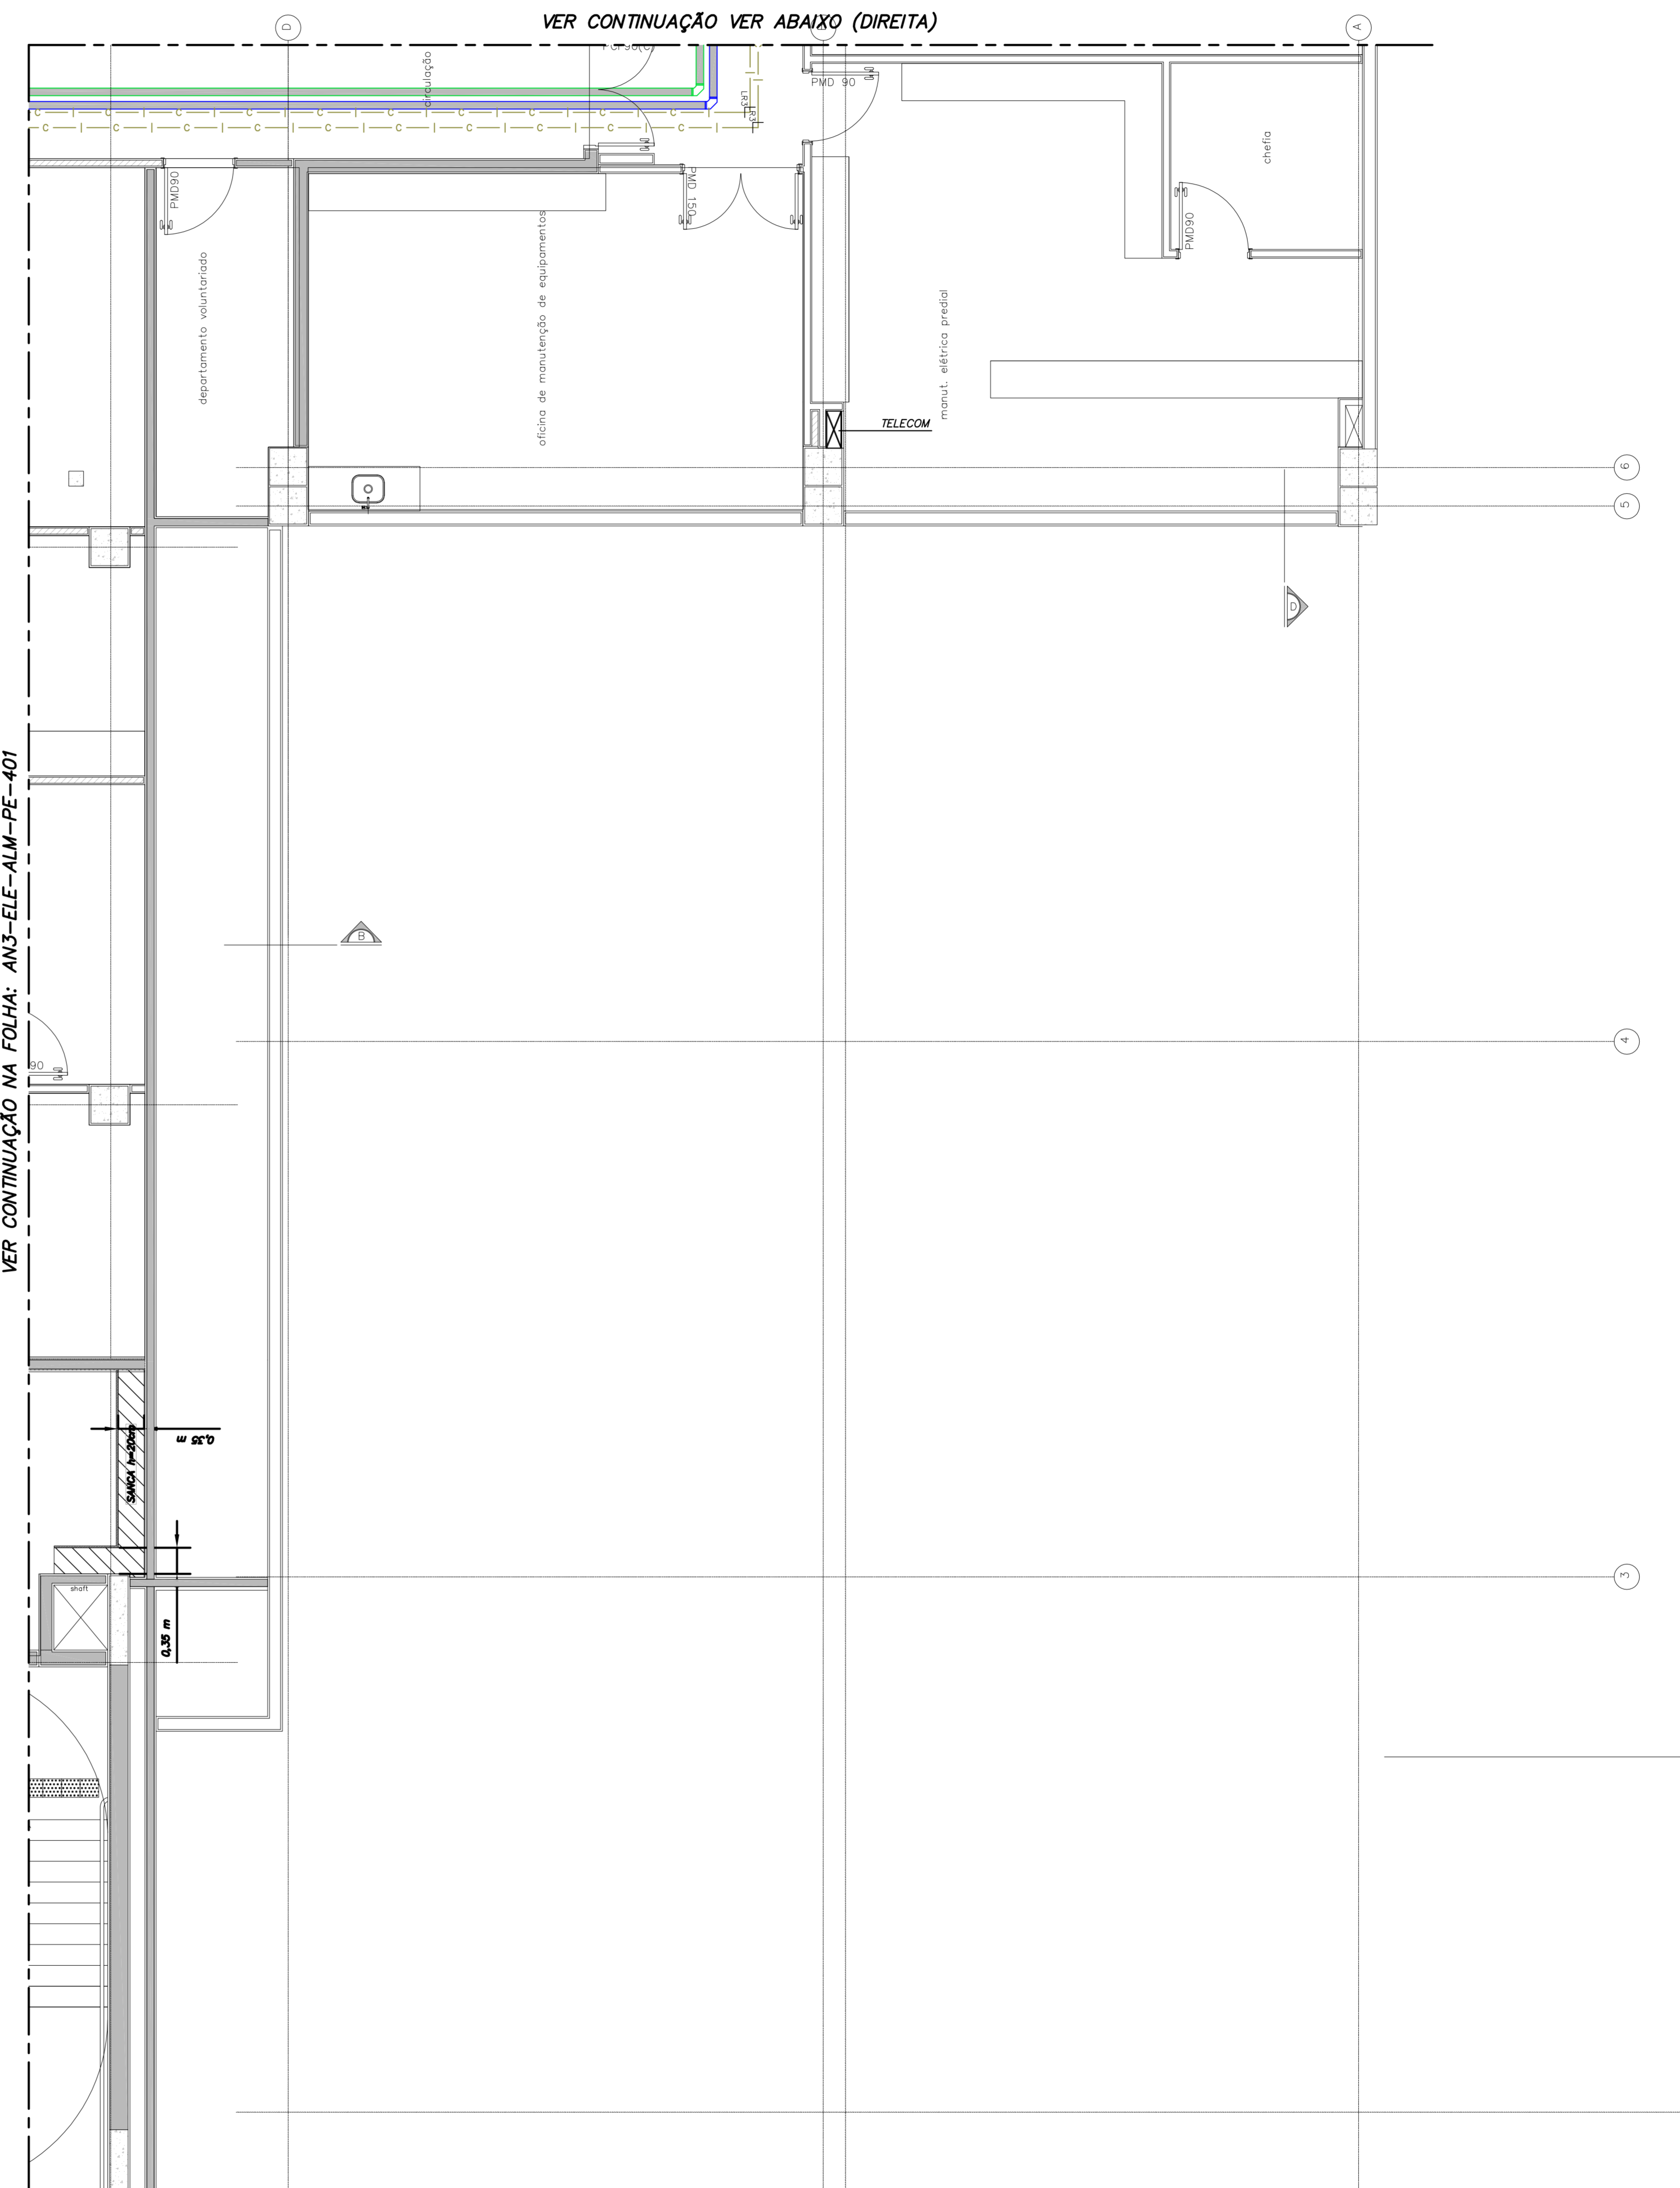 VER CONTINUAÇÃO VER ABAIXO (DIREITA)
D
A
circulação
PMD 90
C C C C C C C C C C
C C C C C C C C C C
LR3
LR3
chefia
PMD90
PMD 150
PMD90
departamento voluntariado
oficina de manutenção de equipamentos
manut. elétrica predial
TELECOM
6
5
D
B
VER CONTINUAÇÃO NA FOLHA: AN3-ELE-ALM-PE-401
4
90
SANCA h=20cm
0,35 m
3
shaft
0,35 m